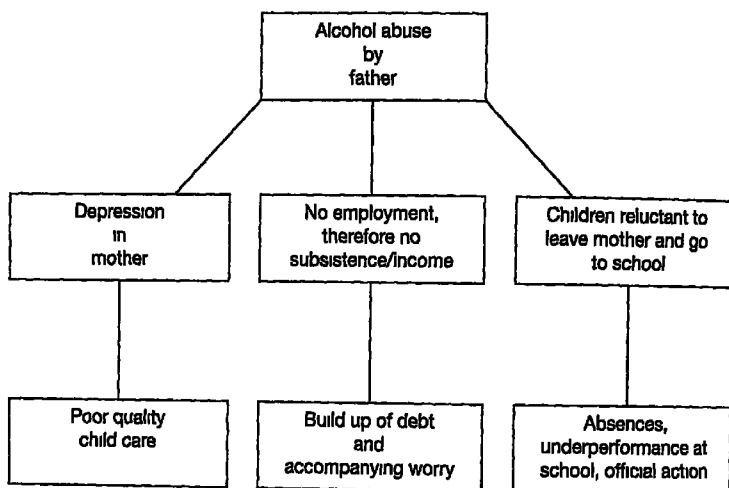 Alcohol abuse
by
father
Depression
in
mother
No employment,
therefore no
subsistence/income
Children reluctant to
leave mother and go
to school
Poor quality
child care
Build up of debt
and
accompanying worry
Absences,
underperformance at
school, official action